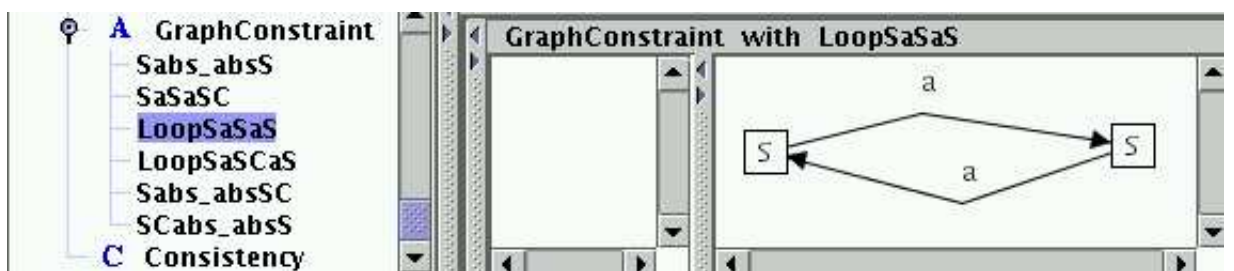 A GraphConstraint
Sabs_absS
SaSaSC
LoopSaSaS
LoopSaSCaS
Sabs_absSC
SCabs_absS
C Consistency
GraphConstraint with LoopSaSaS
a
S
S
a